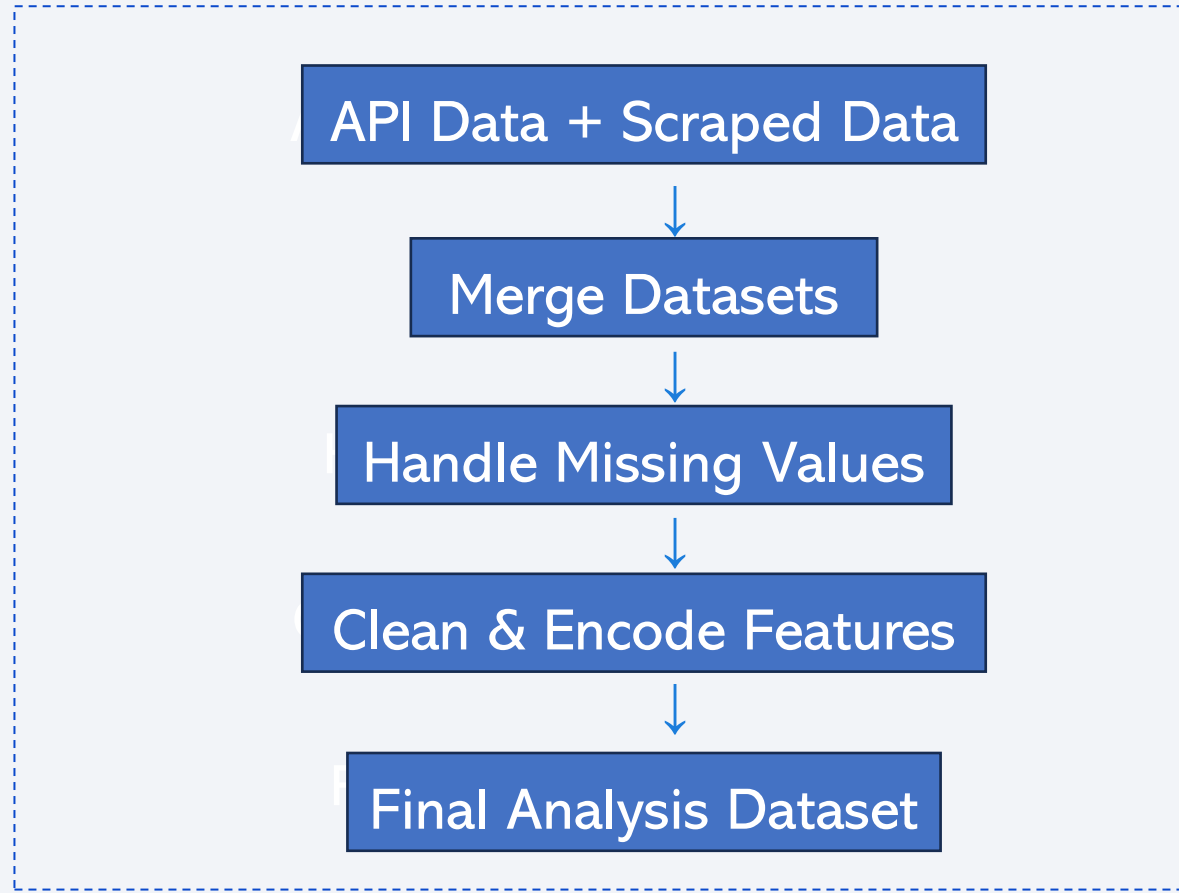 API Data + Scraped Data
↓
Merge Datasets
↓
Handle Missing Values
↓
Clean & Encode Features
↓
Final Analysis Dataset